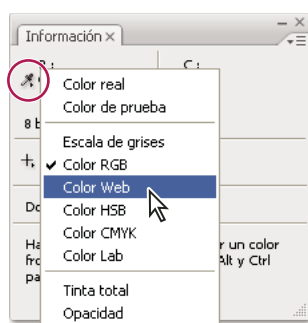 Información ×
R :
C :
8 b
Color real
Color de prueba
Escala de grises
Color RGB
Color Web
Color HSB
Color CMYK
Color Lab
Tinta total
Opacidad
Do
Ha
r un color
Alt y Ctrl
pa